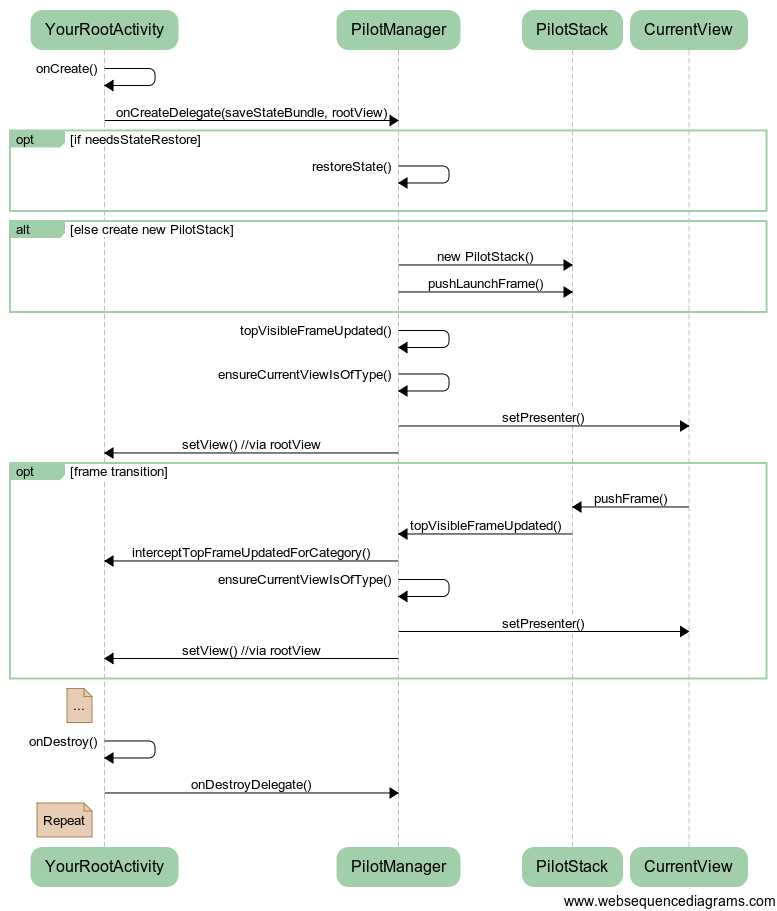 YourRootActivity PilotManager PilotStack CurrentView
onCreate()
onCreateDelegate(saveStateBundle, rootView)
opt [if needsStateRestore]
restoreState()
alt [else create new PilotStack]
new PilotStack()
pushLaunchFrame()
topVisibleFrameUpdated()
ensureCurrentViewIsOfType()
setPresenter()
setView() //via rootView
opt [frame transition]
pushFrame()
topVisibleFrameUpdated()
interceptTopFrameUpdatedForCategory()
ensureCurrentViewIsOfType()
setPresenter()
setView() //via rootView
...
onDestroy()
onDestroyDelegate()
Repeat
YourRootActivity PilotManager PilotStack CurrentView
www.websequencediagrams.com